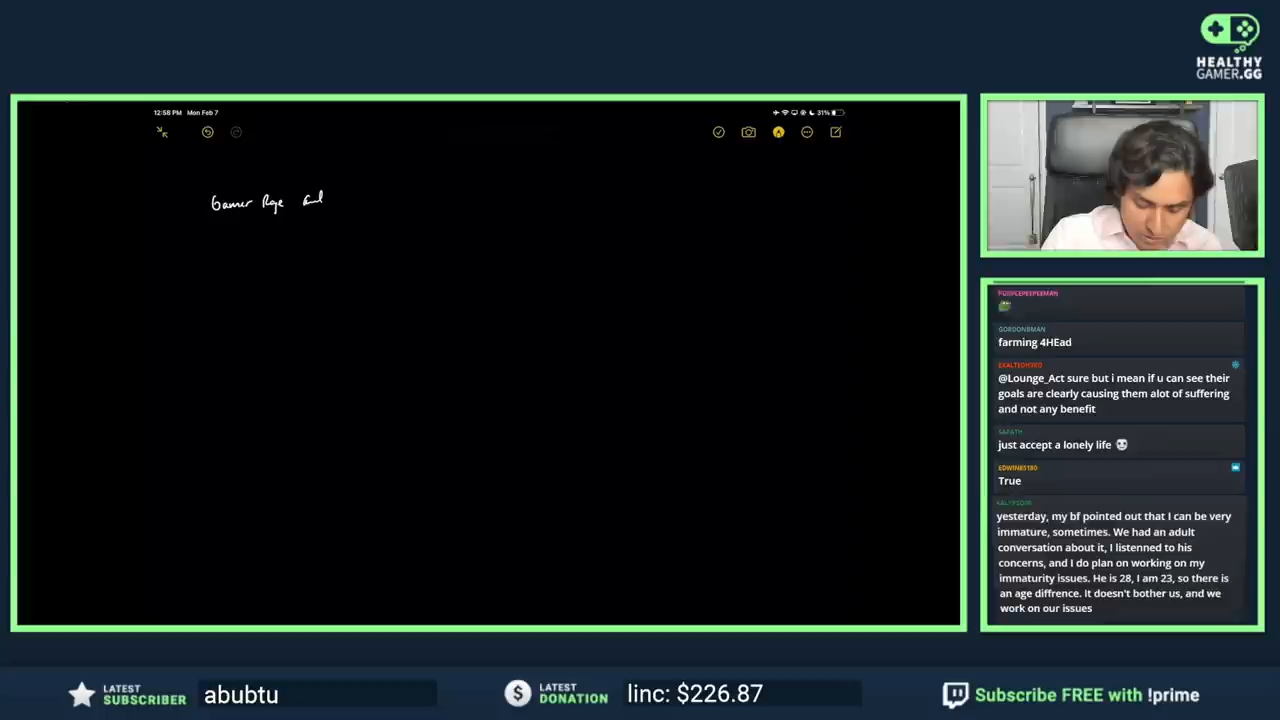 HEALTHY
GAMER.GG
12:58 PM Mon Feb 7
31%
Gamer Rage
PURPLEPEEPEEMAN
GORDONBMAN
farming 4HEad
@Lounge_Act sure but i mean if u can see their
goals are clearly causing them alot of suffering
and not any benefit
just accept a lonely life
True
yesterday, my bf pointed out that I can be very
immature, sometimes. We had an adult
conversation about it, I listenned to his
concerns, and I do plan on working on my
immaturity issues. He is 28, I am 23, so there is
an age diffrence. It doesn't bother us, and we
work on our issues
LATEST
SUBSCRIBER
abubtu
$
LATEST
DONATION
linc: $226.87
Subscribe FREE with !prime